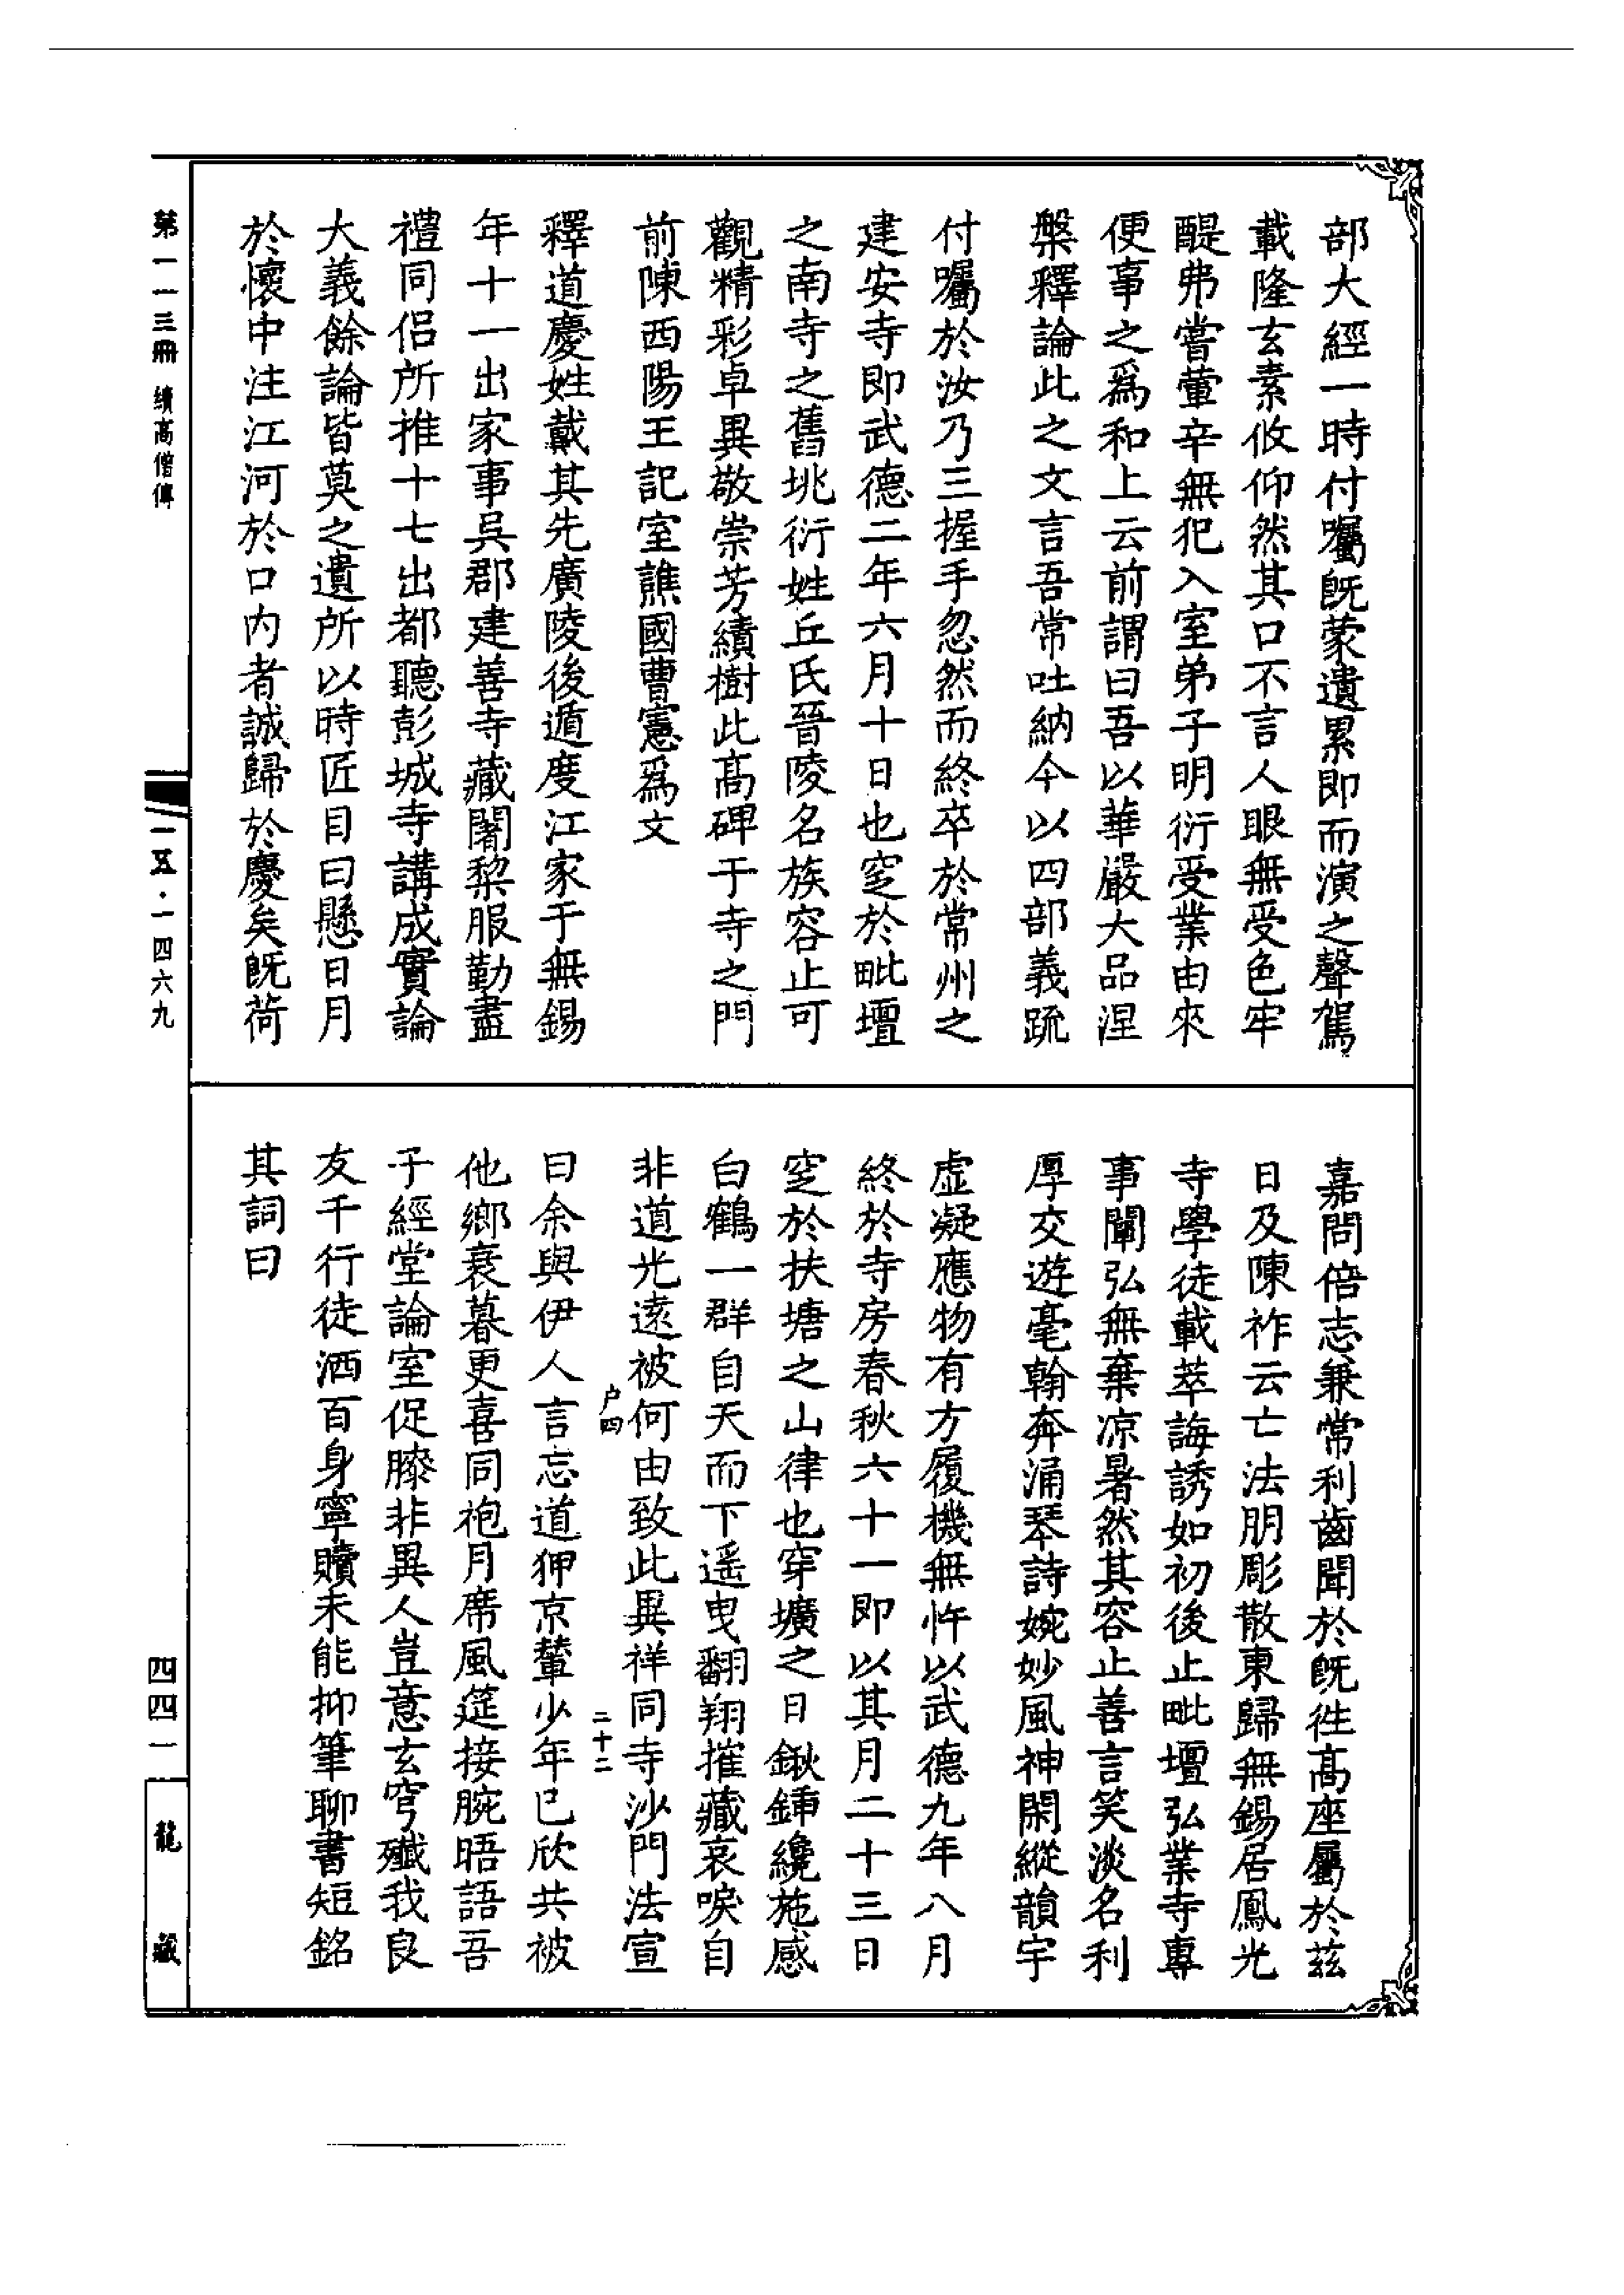 部大經一時付囑既蒙遺累即而演之聲駕
載隆玄素攸仰然其口不言人眼無受色牢
醍弗嘗葷辛無犯入室弟子明衍受業由來
便事之為和上云前謂曰吾以華嚴大品涅
槃釋論此之文言吾常吐納今以四部義疏
付囑於汝乃三握手忽然而終卒於常州之
建安寺即武德二年六月十日也窆於毗壇
之南寺之舊垗衍姓丘氏晉陵名族容止可
觀精彩卓異敬崇芳績樹此高碑于寺之門
前陳西陽王記室譙國曹憲為文
釋道慶姓戴其先廣陵後遁度江家于無錫
年十一出家事吳郡建善寺藏闍棃服勤盡
禮同侶所推十七出都聽彭城寺講成實論
大義餘論皆莫之遺所以時匠目曰懸日月
於懷中注江河於口內者誠歸於慶矣既荷
嘉問倍志兼常利齒聞於既徃高座屬於茲
日及陳祚云亡法朋彫散東歸無錫居鳳光
寺學徒載萃誨誘如初後止毗壇弘業寺專
事闡弘無棄凉暑然其容止善言笑淡名利
厚交遊毫翰奔涌琴詩婉妙風神閑縱韻宇
虛凝應物有方履機無忤以武德九年八月
終於寺房春秋六十一即以其月二十三日
窆於扶塘之山律也穿壙之日鍬鍤纔施感
白鶴一群自天而下遥曳翻翔摧藏哀唳自
非道光遠被何由致此異祥同寺沙門法宣
户四
二十二
曰余與伊人言忘道狎京輦少年已欣共被
他鄉衰暮更喜同袍月席風筵接腕晤語吾
子經堂論室促膝非異人豈意玄穹殲我良
友千行徒洒百身寧贖未能抑筆聊書短銘
其詞曰
第一一三冊 續高僧傳
一五·一四六九
四四一
龍藏